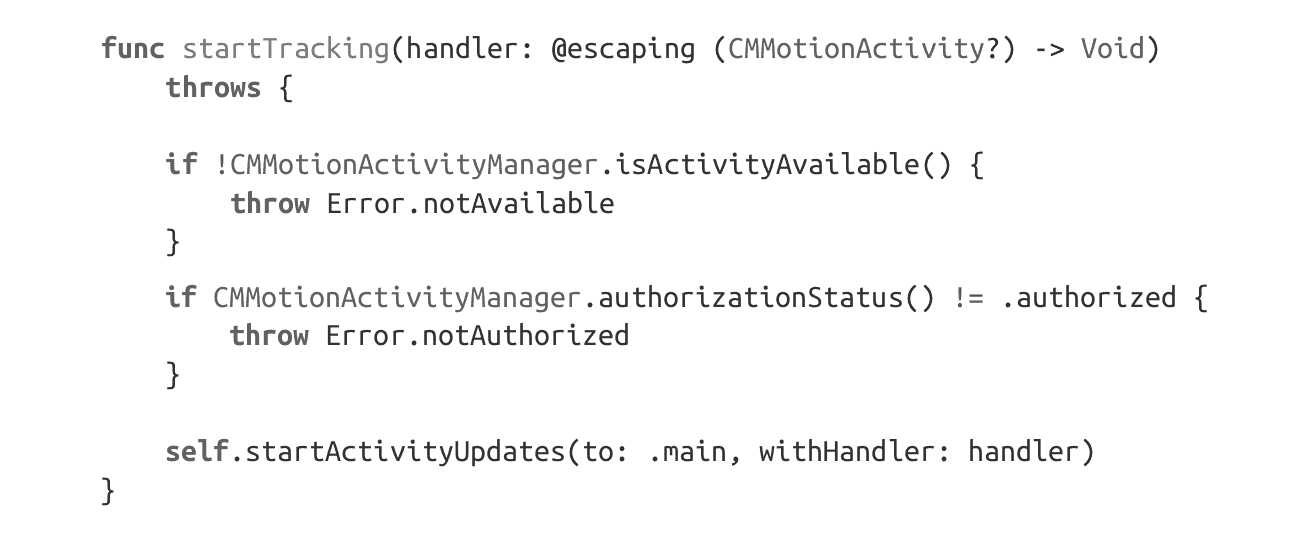 func startTracking(handler: @escaping (CMMotionActivity?) -> Void)
    throws {
    if !CMMotionActivityManager.isActivityAvailable() {
        throw Error.notAvailable
    }
    if CMMotionActivityManager.authorizationStatus() != .authorized {
        throw Error.notAuthorized
    }
    self.startActivityUpdates(to: .main, withHandler: handler)
}